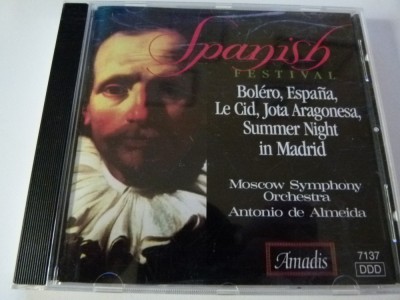 Spanish
FESTIVAL
Boléro, España,
Le Cid, Jota Aragonesa,
Summer Night
in Madrid
Moscow Symphony
Orchestra
Antonio de Almeida
Amadis
7137
DDD